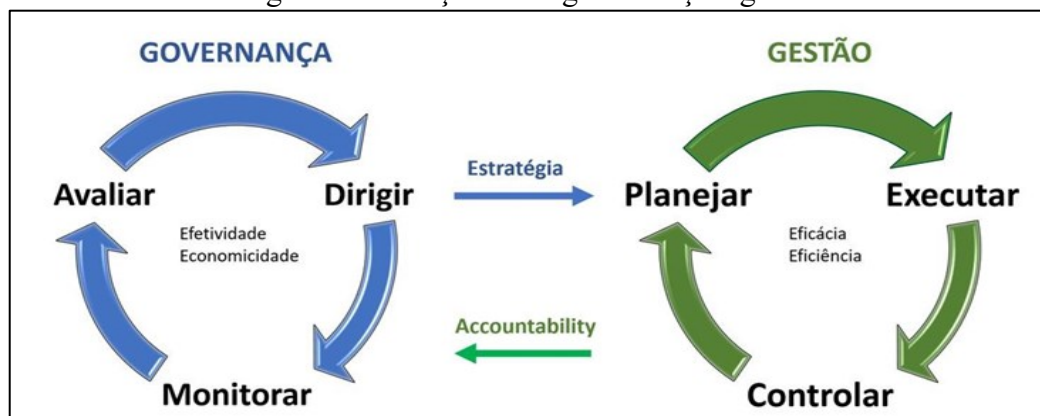 GOVERNANÇA
GESTÃO
Avaliar
Dirigir
Efetividade
Economicidade
Monitorar
Estratégia
Accountability
Planejar
Executar
Eficácia
Eficiência
Controlar